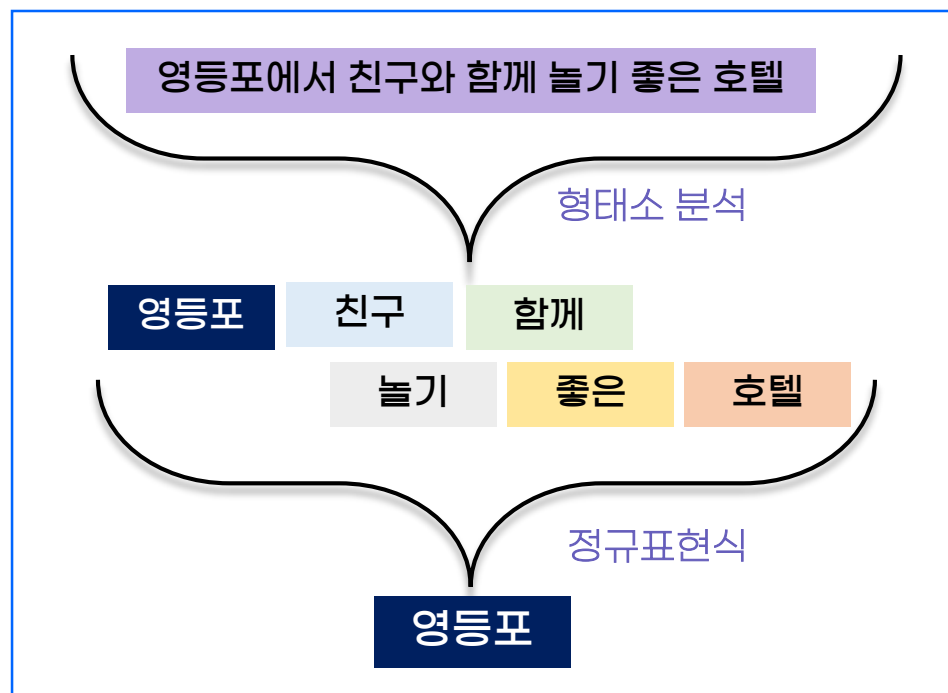 영등포에서 친구와 함께 놀기 좋은 호텔
형태소 분석
영등포 친구 함께
놀기 좋은 호텔
정규표현식
영등포